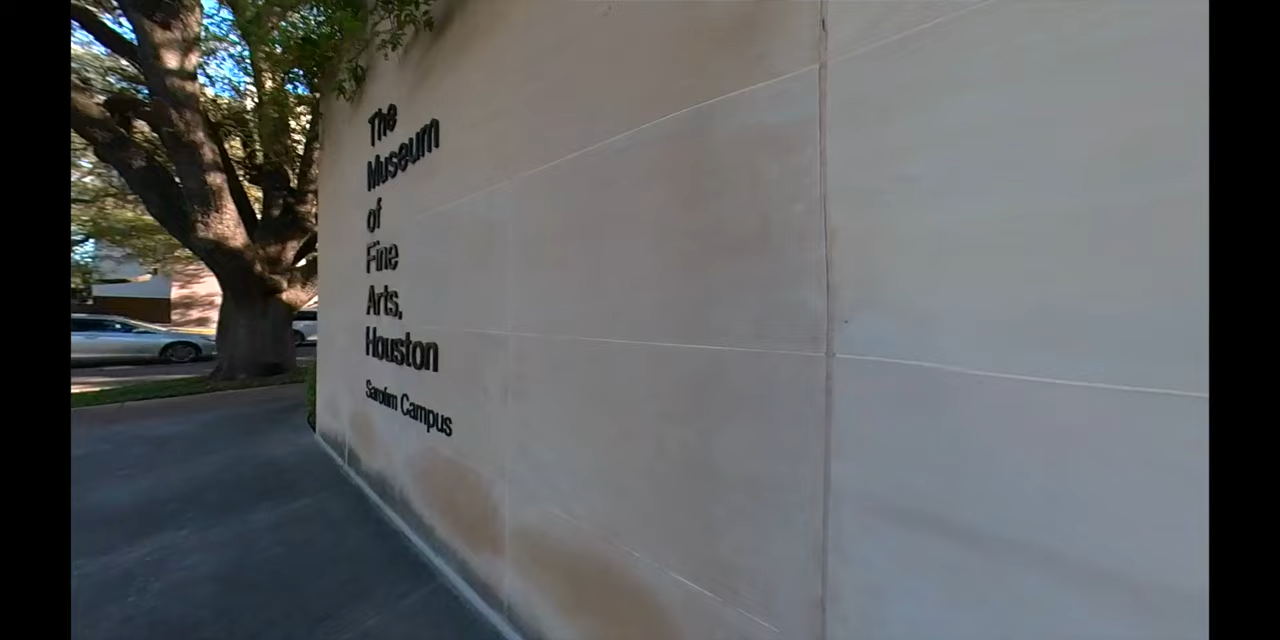 The
Museum
of
Fine
Arts,
Houston
Sarofim Campus